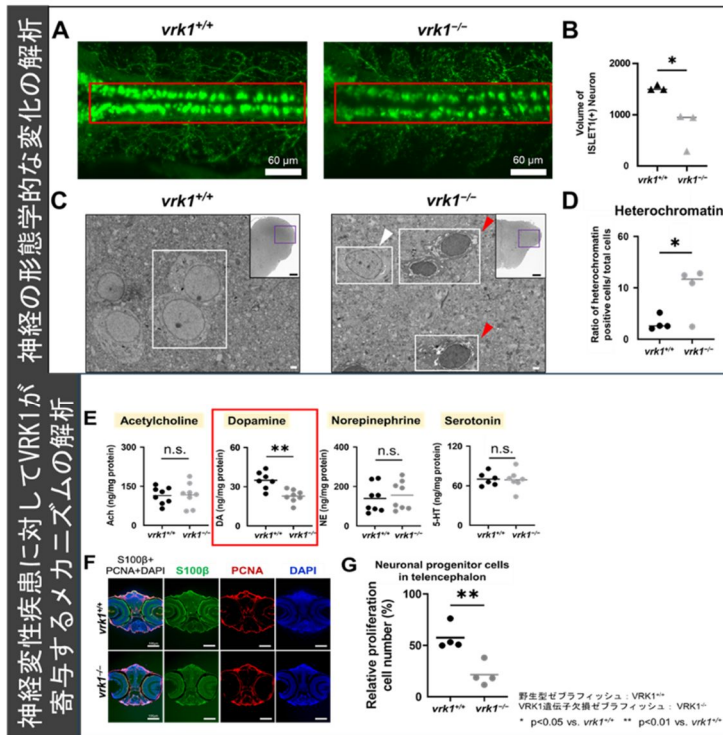 神経の形態学的な変化の解析
A
vrk1+/+
vrk1−/−
60 μm
60 μm
B
Volume of
ISLET1(+) Neuron
2000
1000
0
*
vrk1+/+
vrk1−/−
C
vrk1+/+
vrk1−/−
D
Heterochromatin
Ratio of heterochromatin
positive cells/ total cells
60
10
0
*
vrk1+/+
vrk1−/−
神経変性疾患に対してVRK1が
寄与するメカニズムの解析
E
Acetylcholine
Ach (ng/mg protein)
300
150
0
n.s.
vrk1+/+
vrk1−/−
Dopamine
DA (ng/mg protein)
60
30
0
**
vrk1+/+
vrk1−/−
Norepinephrine
NE (ng/mg protein)
400
200
0
n.s.
vrk1+/+
vrk1−/−
Serotonin
5-HT (ng/mg protein)
120
60
0
n.s.
vrk1+/+
vrk1−/−
F
S100β+
PCNA+DAPI
S100β
PCNA
DAPI
vrk1+/+
vrk1−/−
G
Neuronal progenitor cells
in telencephalon
Relative proliferation
cell number (%)
100
50
0
**
vrk1+/+
vrk1−/−
野生型ゼブラフィッシュ：VRK1+/+
VRK1遺伝子欠損ゼブラフィッシュ：VRK1−/−
* p<0.05 vs. vrk1+/+ ** p<0.01 vs. vrk1+/+